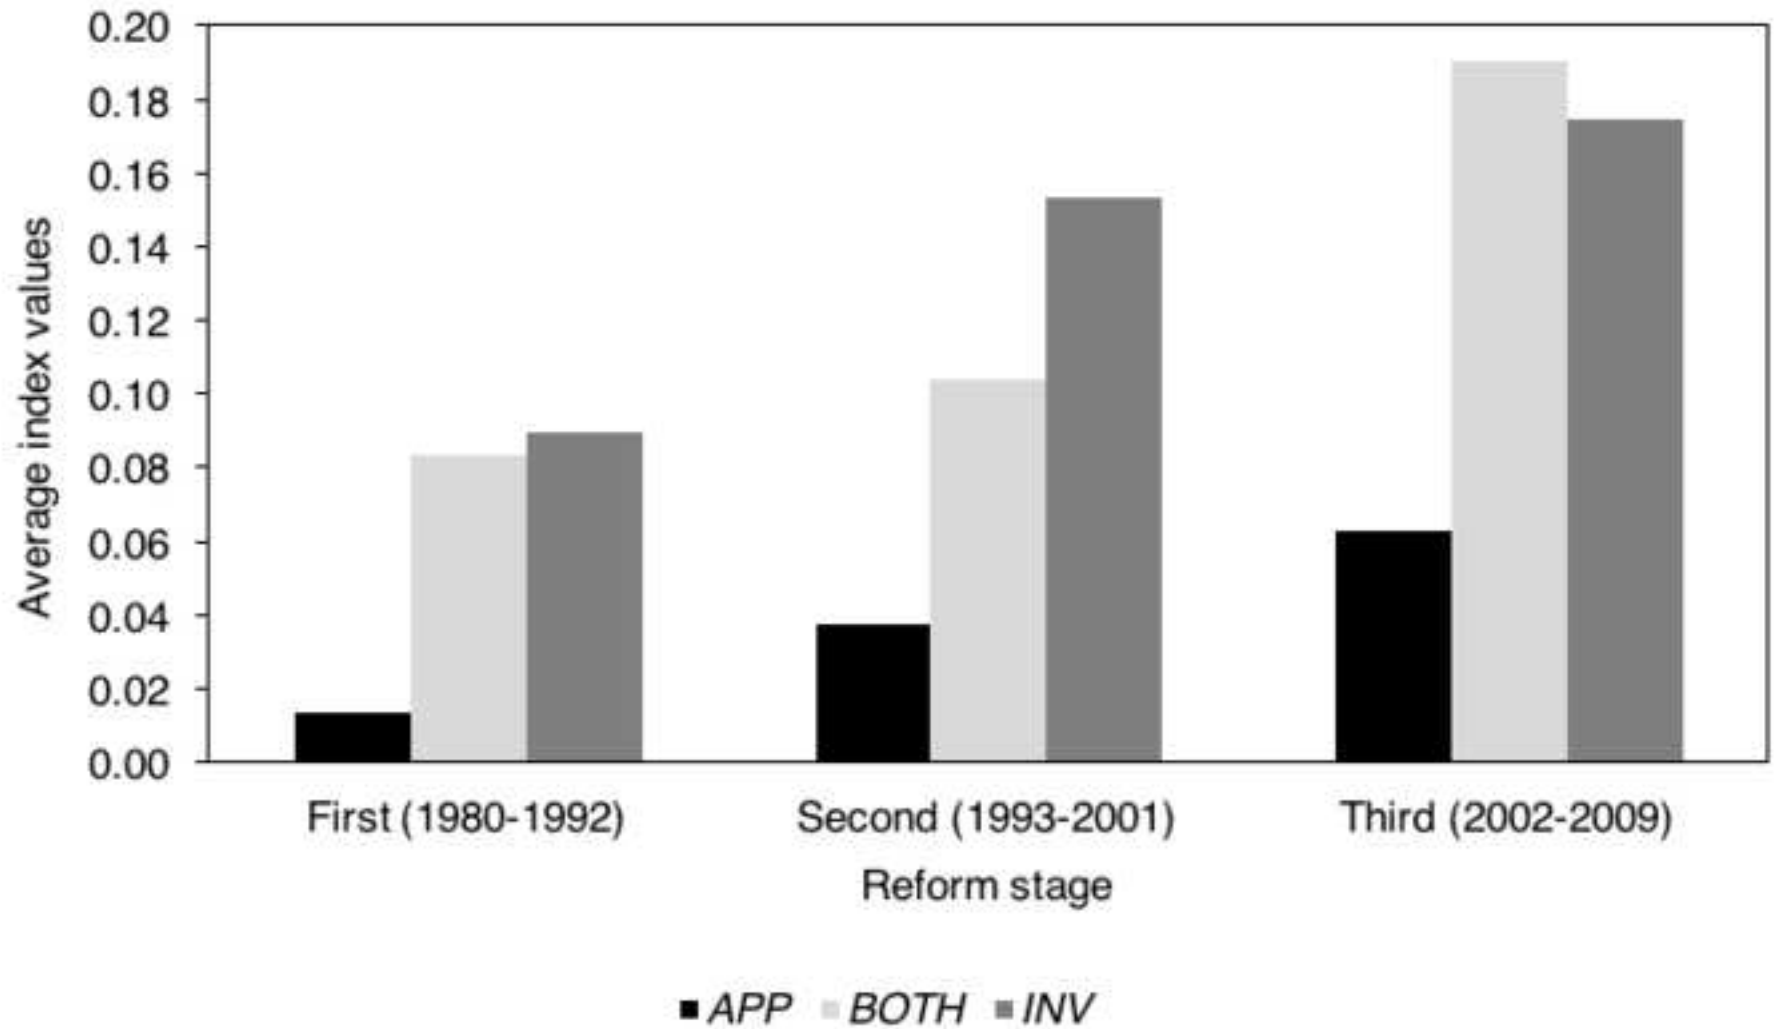 Average index values
0.20
0.18
0.16
0.14
0.12
0.10
0.08
0.06
0.04
0.02
0.00
First (1980-1992) Second (1993-2001) Third (2002-2009)
Reform stage
APP BOTH INV